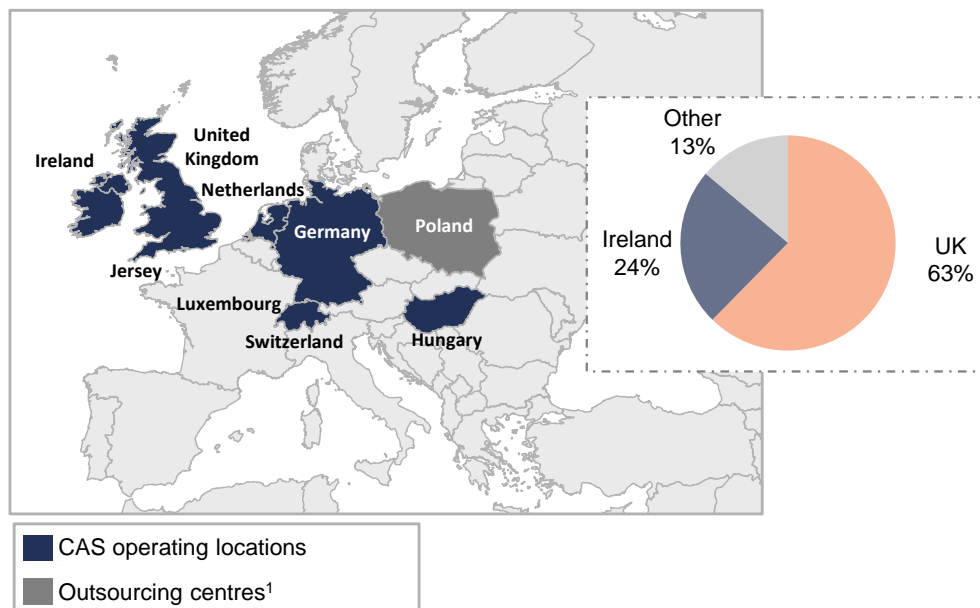 United
Kingdom
Ireland
Netherlands
Germany
Poland
Jersey
Luxembourg
Switzerland
Hungary
Other
13%
Ireland
24%
UK
63%
CAS operating locations
Outsourcing centres¹